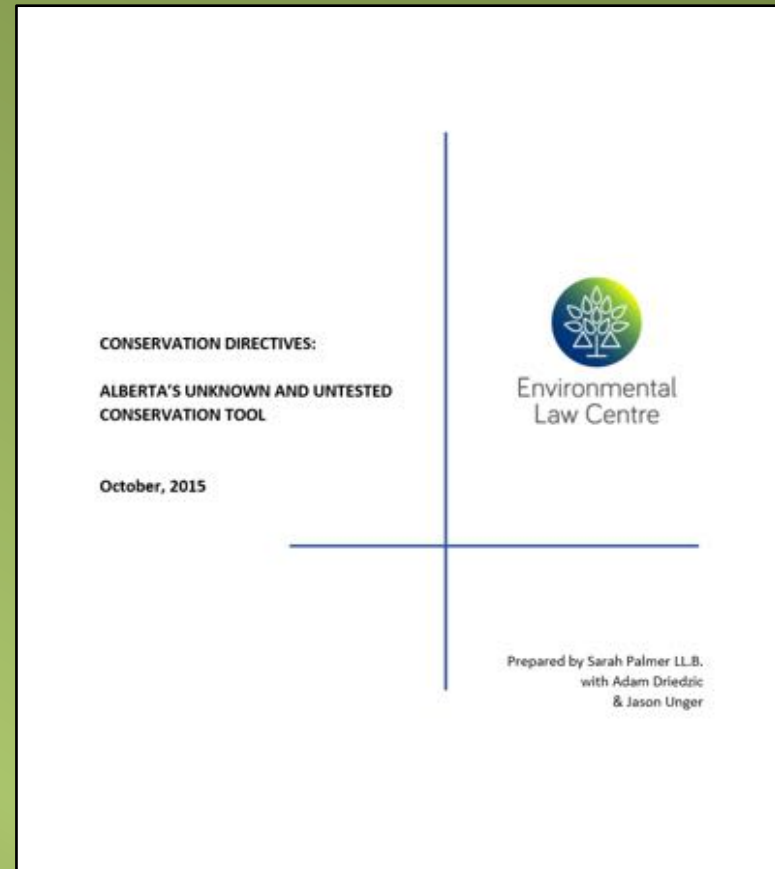 CONSERVATION DIRECTIVES:
ALBERTA'S UNKNOWN AND UNTESTED
CONSERVATION TOOL
October, 2015
Environmental
Law Centre
Prepared by Sarah Palmer LL.B.
with Adam Driedzic
& Jason Unger